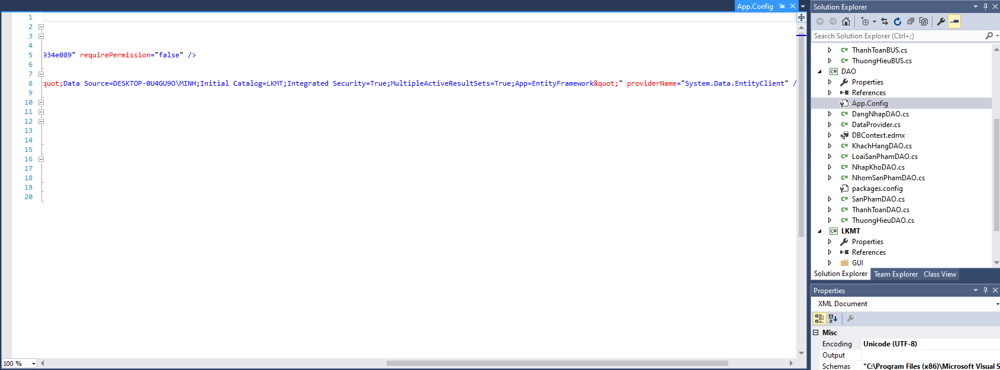 App.Config
1
2
3
4
5 934e089" requirePermission="false" />
6
7
8 quot;Data Source=DESKTOP-0U4GU9O\MINH;Initial Catalog=LKMT;Integrated Security=True;MultipleActiveResultSets=True;App=EntityFramework&quot;" providerName="System.Data.EntityClient" /
9
10
11
12
13
14
15
16
17
18
19
20
100 %
Solution Explorer
Search Solution Explorer (Ctrl+;)
C# ThanhToanBUS.cs
C# ThuongHieuBUS.cs
C# DAO
Properties
References
App.Config
C# DangNhapDAO.cs
C# DataProvider.cs
DBContext.edmx
C# KhachHangDAO.cs
C# LoaiSanPhamDAO.cs
C# NhapKhoDAO.cs
C# NhomSanPhamDAO.cs
packages.config
C# SanPhamDAO.cs
C# ThanhToanDAO.cs
C# ThuongHieuDAO.cs
C# LKMT
Properties
References
GUI
Solution Explorer Team Explorer Class View
Properties
XML Document
Misc
Encoding Unicode (UTF-8)
Output
Schemas "C:\Program Files (x86)\Microsoft Visual S